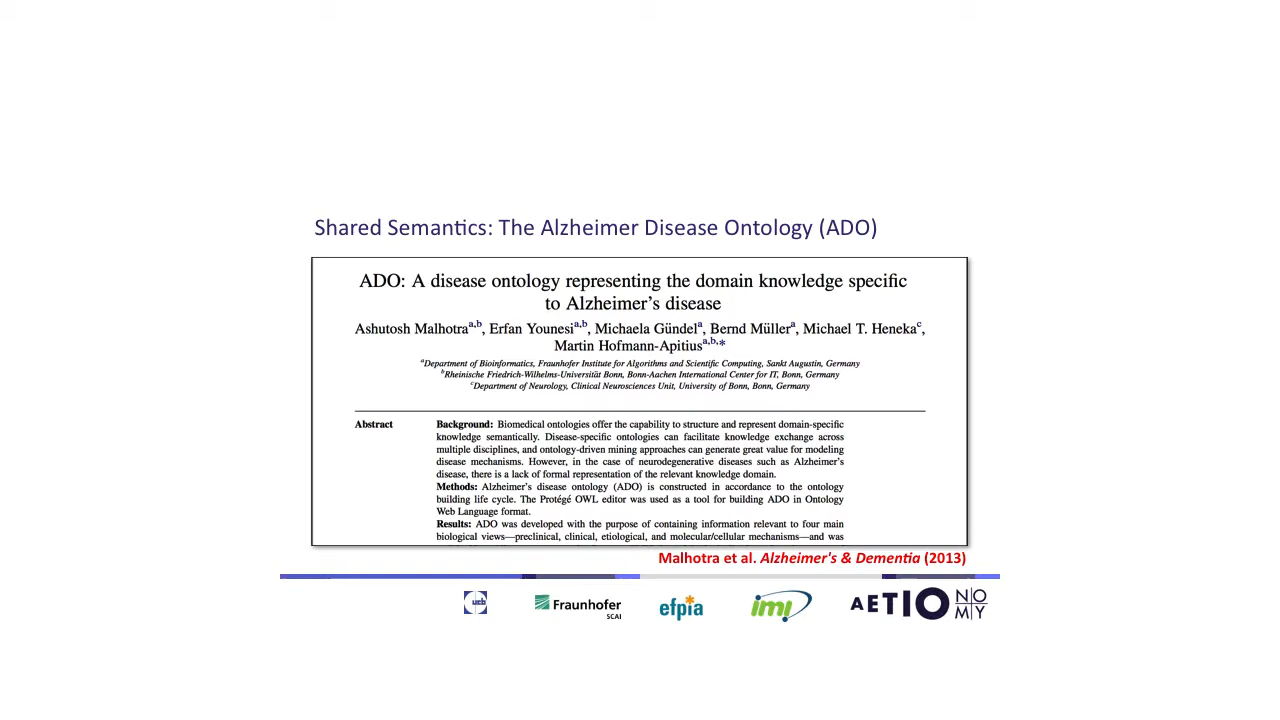 Shared Semantics: The Alzheimer Disease Ontology (ADO)
ADO: A disease ontology representing the domain knowledge specific
to Alzheimer's disease
Ashutosh Malhotraa,b, Erfan Younesia,b, Michaela Gündela, Bernd Müllera, Michael T. Henekac,
Martin Hofmann-Apitiusa,b,*
aDepartment of Bioinformatics, Fraunhofer Institute for Algorithms and Scientific Computing, Sankt Augustin, Germany
bRheinische Friedrich-Wilhelms-Universität Bonn, Bonn-Aachen International Center for IT, Bonn, Germany
cDepartment of Neurology, Clinical Neurosciences Unit, University of Bonn, Bonn, Germany
Abstract Background: Biomedical ontologies offer the capability to structure and represent domain-specific
knowledge semantically. Disease-specific ontologies can facilitate knowledge exchange across
multiple disciplines, and ontology-driven mining approaches can generate great value for modeling
disease mechanisms. However, in the case of neurodegenerative diseases such as Alzheimer's
disease, there is a lack of formal representation of the relevant knowledge domain.
Methods: Alzheimer's disease ontology (ADO) is constructed in accordance to the ontology
building life cycle. The Protégé OWL editor was used as a tool for building ADO in Ontology
Web Language format.
Results: ADO was developed with the purpose of containing information relevant to four main
biological views—preclinical, clinical, etiological, and molecular/cellular mechanisms—and was
Malhotra et al. Alzheimer's & Dementia (2013)
ucb
Fraunhofer
SCAI
efpia
imi
AETIONOMY